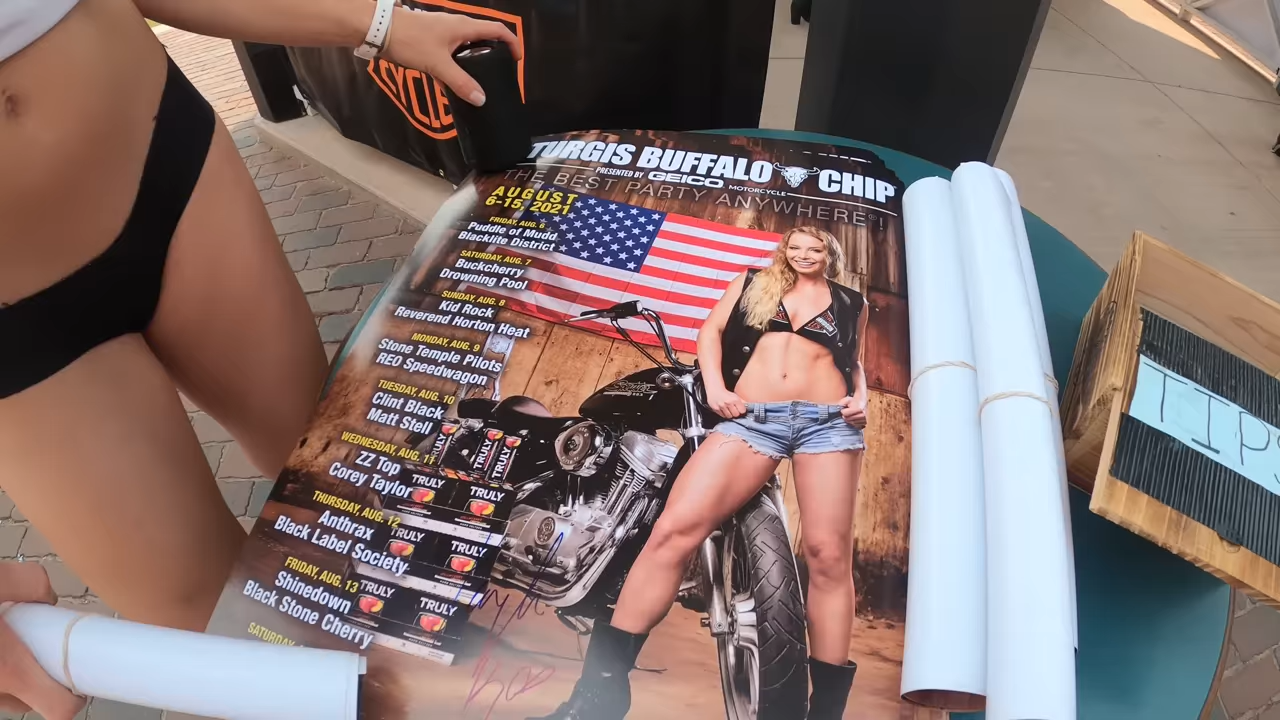 CYCLE
TURGIS BUFFALO CHIP
PRESENTED BY GEICO MOTORCYCLE
THE BEST PARTY ANYWHERE®!
AUGUST
6-15, 2021
FRIDAY, AUG. 6
Puddle of Mudd
Blacklite District
SATURDAY, AUG. 7
Buckcherry
Drowning Pool
SUNDAY, AUG. 8
Kid Rock
Reverend Horton Heat
MONDAY, AUG. 9
Stone Temple Pilots
REO Speedwagon
TUESDAY, AUG. 10
Clint Black
Matt Stell
WEDNESDAY, AUG. 11
ZZ Top
Corey Taylor
THURSDAY, AUG. 12
Anthrax
Black Label Society
FRIDAY, AUG. 13
Shinedown
Black Stone Cherry
SATURDAY
TRULY
TRULY
TRULY
TRULY
TRULY
TRULY
TRULY
TRULY
TRULY
TIPS